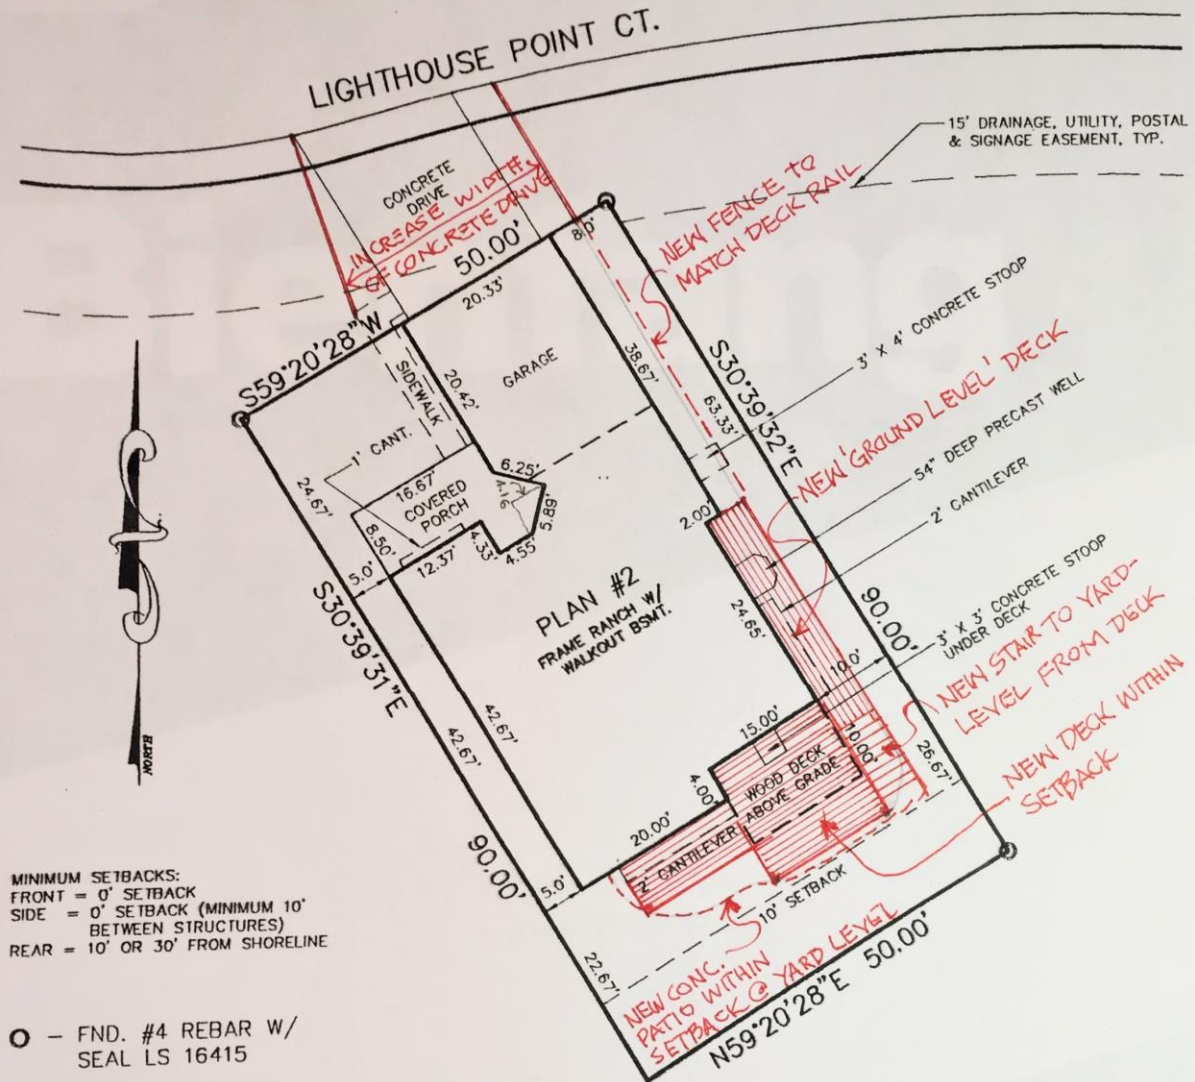 LIGHTHOUSE POINT CT.
15' DRAINAGE, UTILITY, POSTAL
& SIGNAGE EASEMENT, TYP.
CONCRETE
DRIVE
INCREASE WIDTH
OF CONCRETE DRIVE
50.00'
8.0'
NEW FENCE TO
MATCH DECK RAIL
S59°20'28"W
20.33'
SIDEWALK
20.42'
GARAGE
38.67'
63.33'
S30°39'32"E
3' X 4' CONCRETE STOOP
NEW 'GROUND LEVEL' DECK
54" DEEP PRECAST WELL
2' CANTILEVER
1' CANT.
24.67'
16.67'
COVERED
PORCH
6.25'
4.16
5.89'
8.50'
4.33'
4.55'
12.37'
5.0'
2.00'
S30°39'31"E
PLAN #2
FRAME RANCH W/
WALKOUT BSMT.
24.65'
90.00'
3' X 3' CONCRETE STOOP
UNDER DECK
NEW STAIR TO YARD-
LEVEL FROM DECK
10.0'
15.00'
10.00'
26.67'
NEW DECK WITHIN
SETBACK
42.67'
42.67'
4.00'
WOOD DECK
ABOVE GRADE
20.00'
2' CANTILEVER
NORTH
90.00'
5.0'
10' SETBACK
22.67'
NEW CONC.
PATIO WITHIN
SETBACK @ YARD LEVEL
N59°20'28"E 50.00'
MINIMUM SETBACKS:
FRONT = 0' SETBACK
SIDE = 0' SETBACK (MINIMUM 10'
BETWEEN STRUCTURES)
REAR = 10' OR 30' FROM SHORELINE
O - FND. #4 REBAR W/
SEAL LS 16415